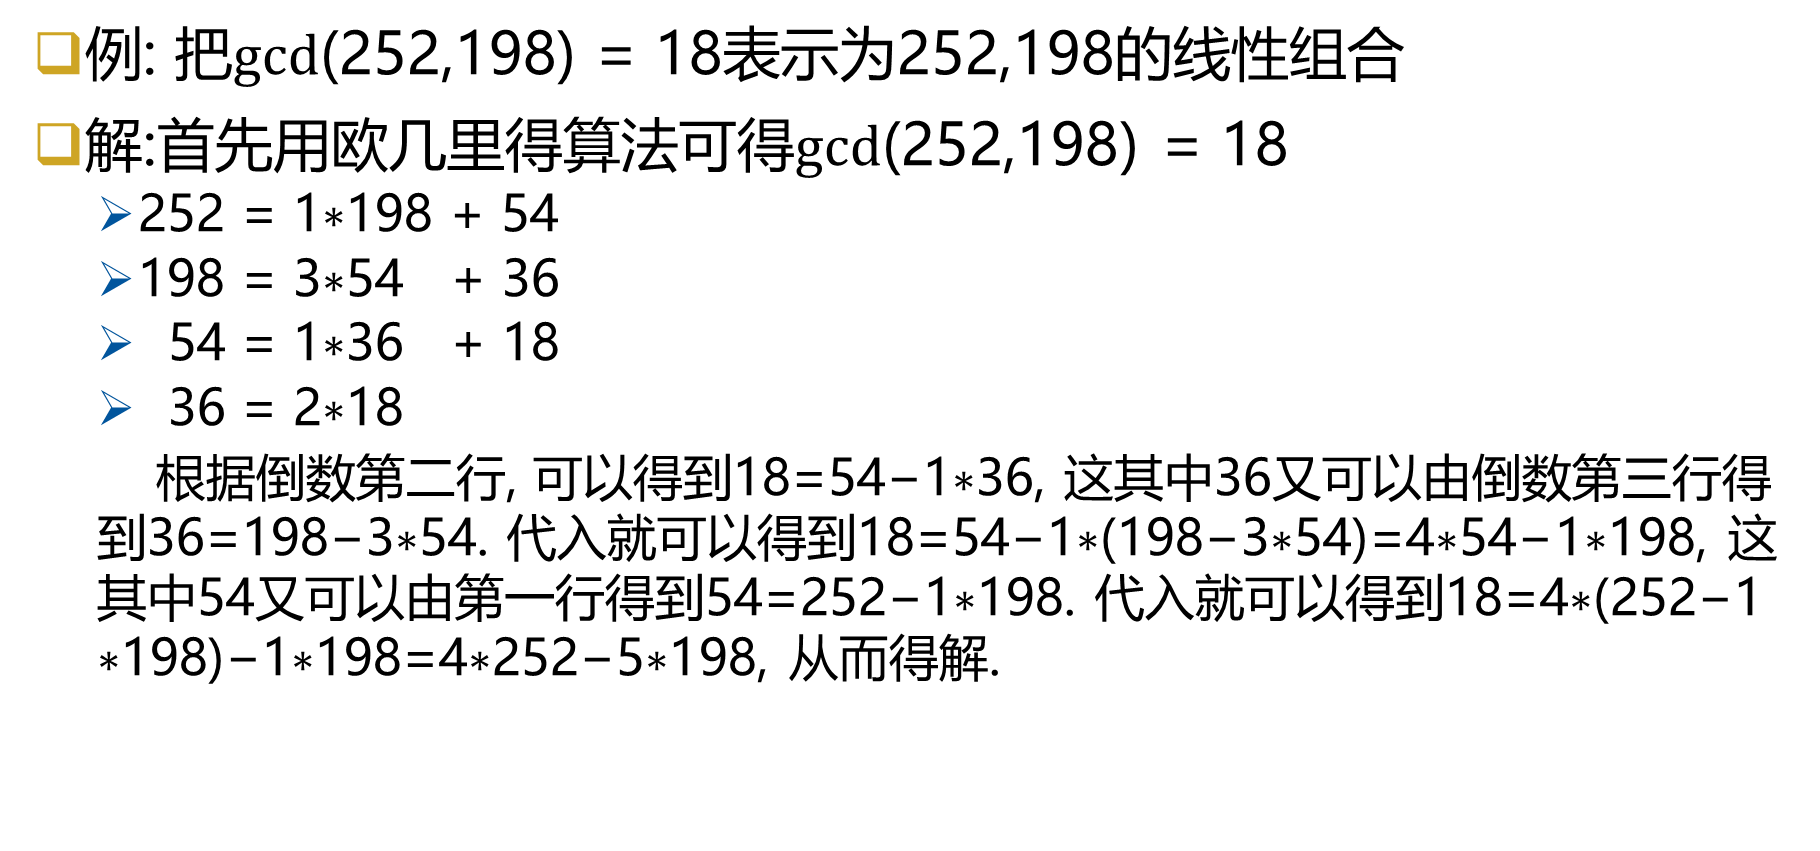 例: 把gcd(252,198) = 18表示为252,198的线性组合
解:首先用欧几里得算法可得gcd(252,198) = 18
252 = 1*198 + 54
198 = 3*54 + 36
54 = 1*36 + 18
36 = 2*18
根据倒数第二行, 可以得到18=54−1*36, 这其中36又可以由倒数第三行得
到36=198−3*54. 代入就可以得到18=54−1*(198−3*54)=4*54−1*198, 这
其中54又可以由第一行得到54=252−1*198. 代入就可以得到18=4*(252−1
*198)−1*198=4*252−5*198, 从而得解.